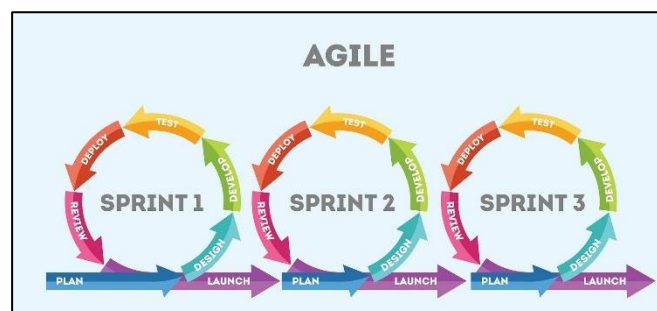 AGILE
TEST
DEPLOY
DEVELOP
SPRINT 1
REVIEW
DESIGN
PLAN
LAUNCH
TEST
DEPLOY
DEVELOP
SPRINT 2
REVIEW
DESIGN
PLAN
LAUNCH
TEST
DEPLOY
DEVELOP
SPRINT 3
REVIEW
DESIGN
PLAN
LAUNCH